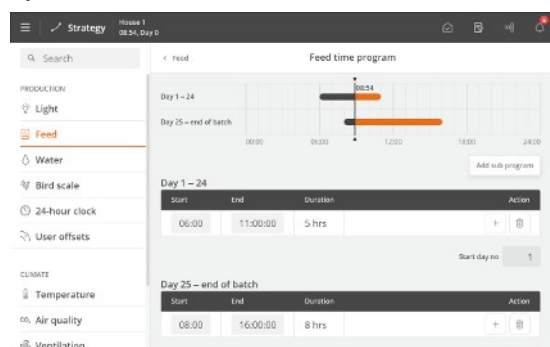 Strategy
House 1
08:54, Day 0
Search
Feed
Feed time program
PRODUCTION
Light
Feed
Water
Bird scale
24-hour clock
User offsets
CLIMATE
Temperature
Air quality
Ventilation
08:54
Day 1 – 24
Day 25 – end of batch
00:00 06:00 12:00 18:00 24:00
Add sub program
Day 1 – 24
Start End Duration Action
06:00 11:00:00 5 hrs
Start day no 1
Day 25 – end of batch
Start End Duration Action
08:00 16:00:00 8 hrs